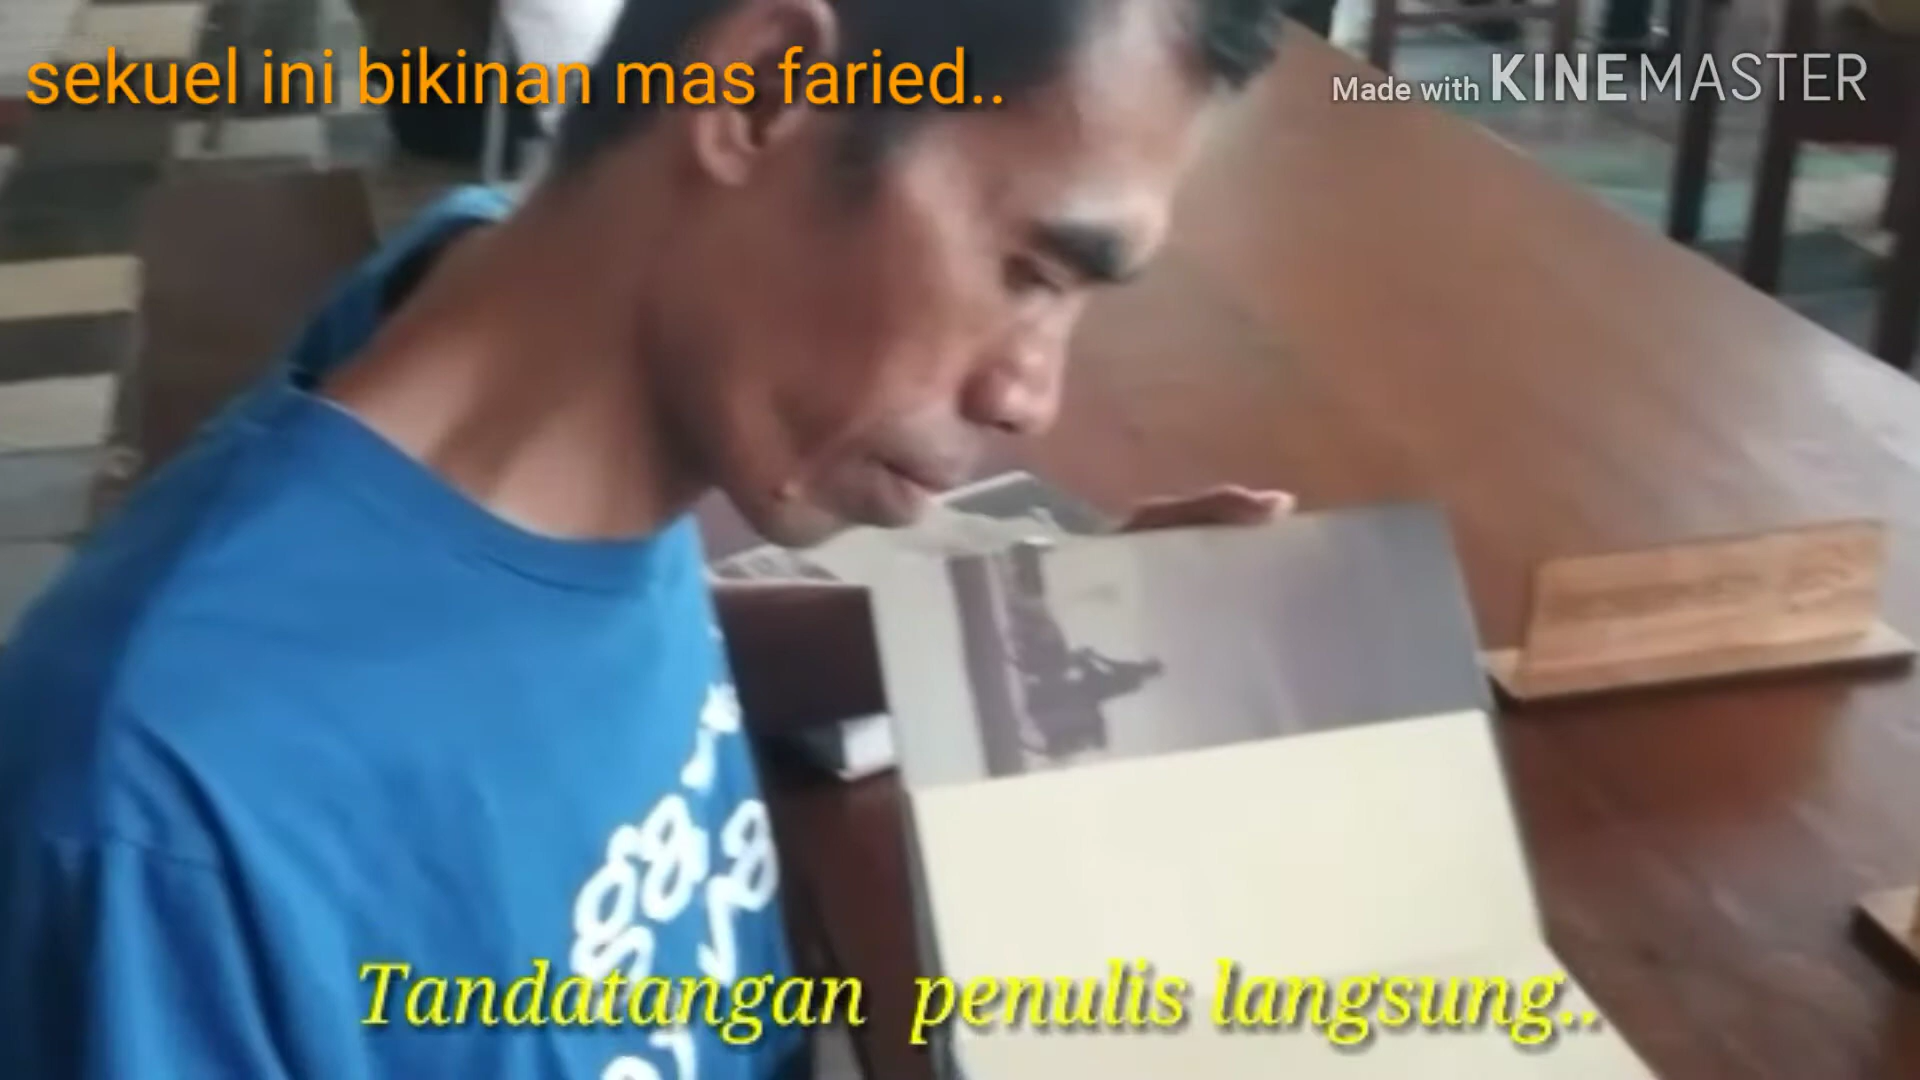 sekuel ini bikinan mas faried..
Made with KINEMASTER
Tandatangan penulis langsung..